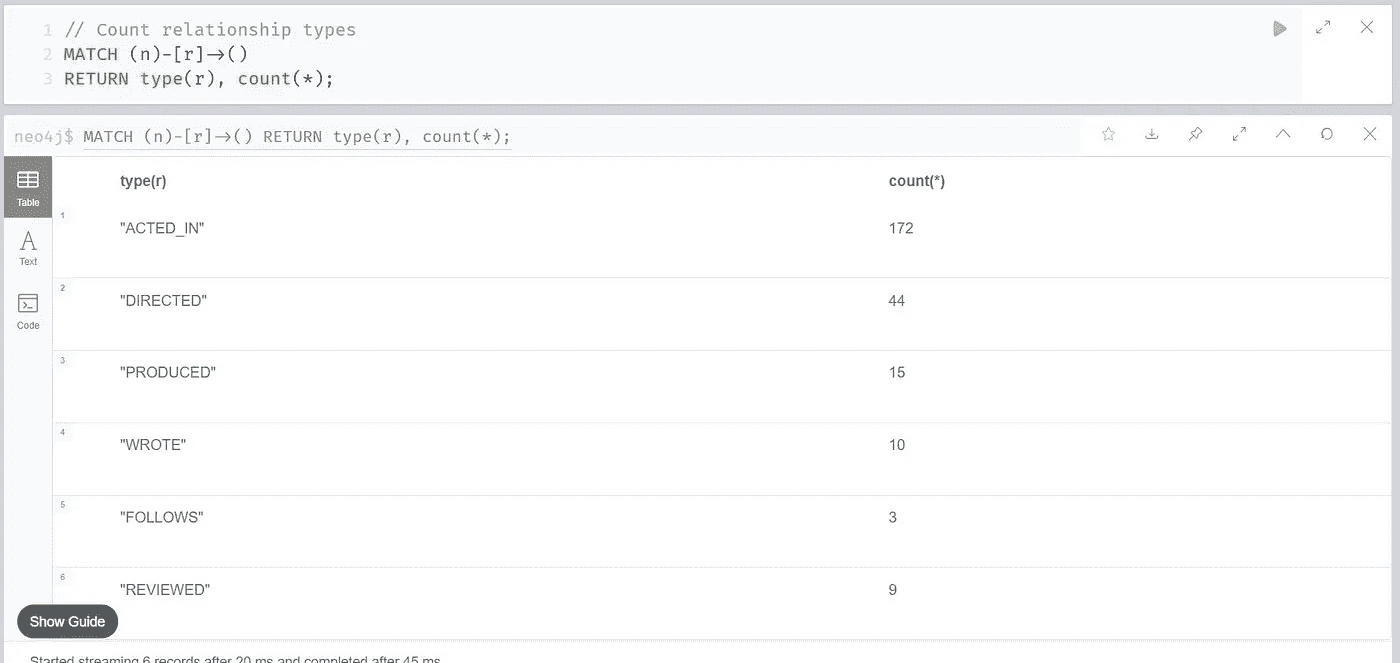 1 // Count relationship types
2 MATCH (n)-[r]->()
3 RETURN type(r), count(*);
neo4j$ MATCH (n)-[r]->() RETURN type(r), count(*);
Table
Text
Code
type(r) count(*)
1 "ACTED_IN" 172
2 "DIRECTED" 44
3 "PRODUCED" 15
4 "WROTE" 10
5 "FOLLOWS" 3
6 "REVIEWED" 9
Show Guide
Started streaming 6 records after 20 ms and completed after 45 ms